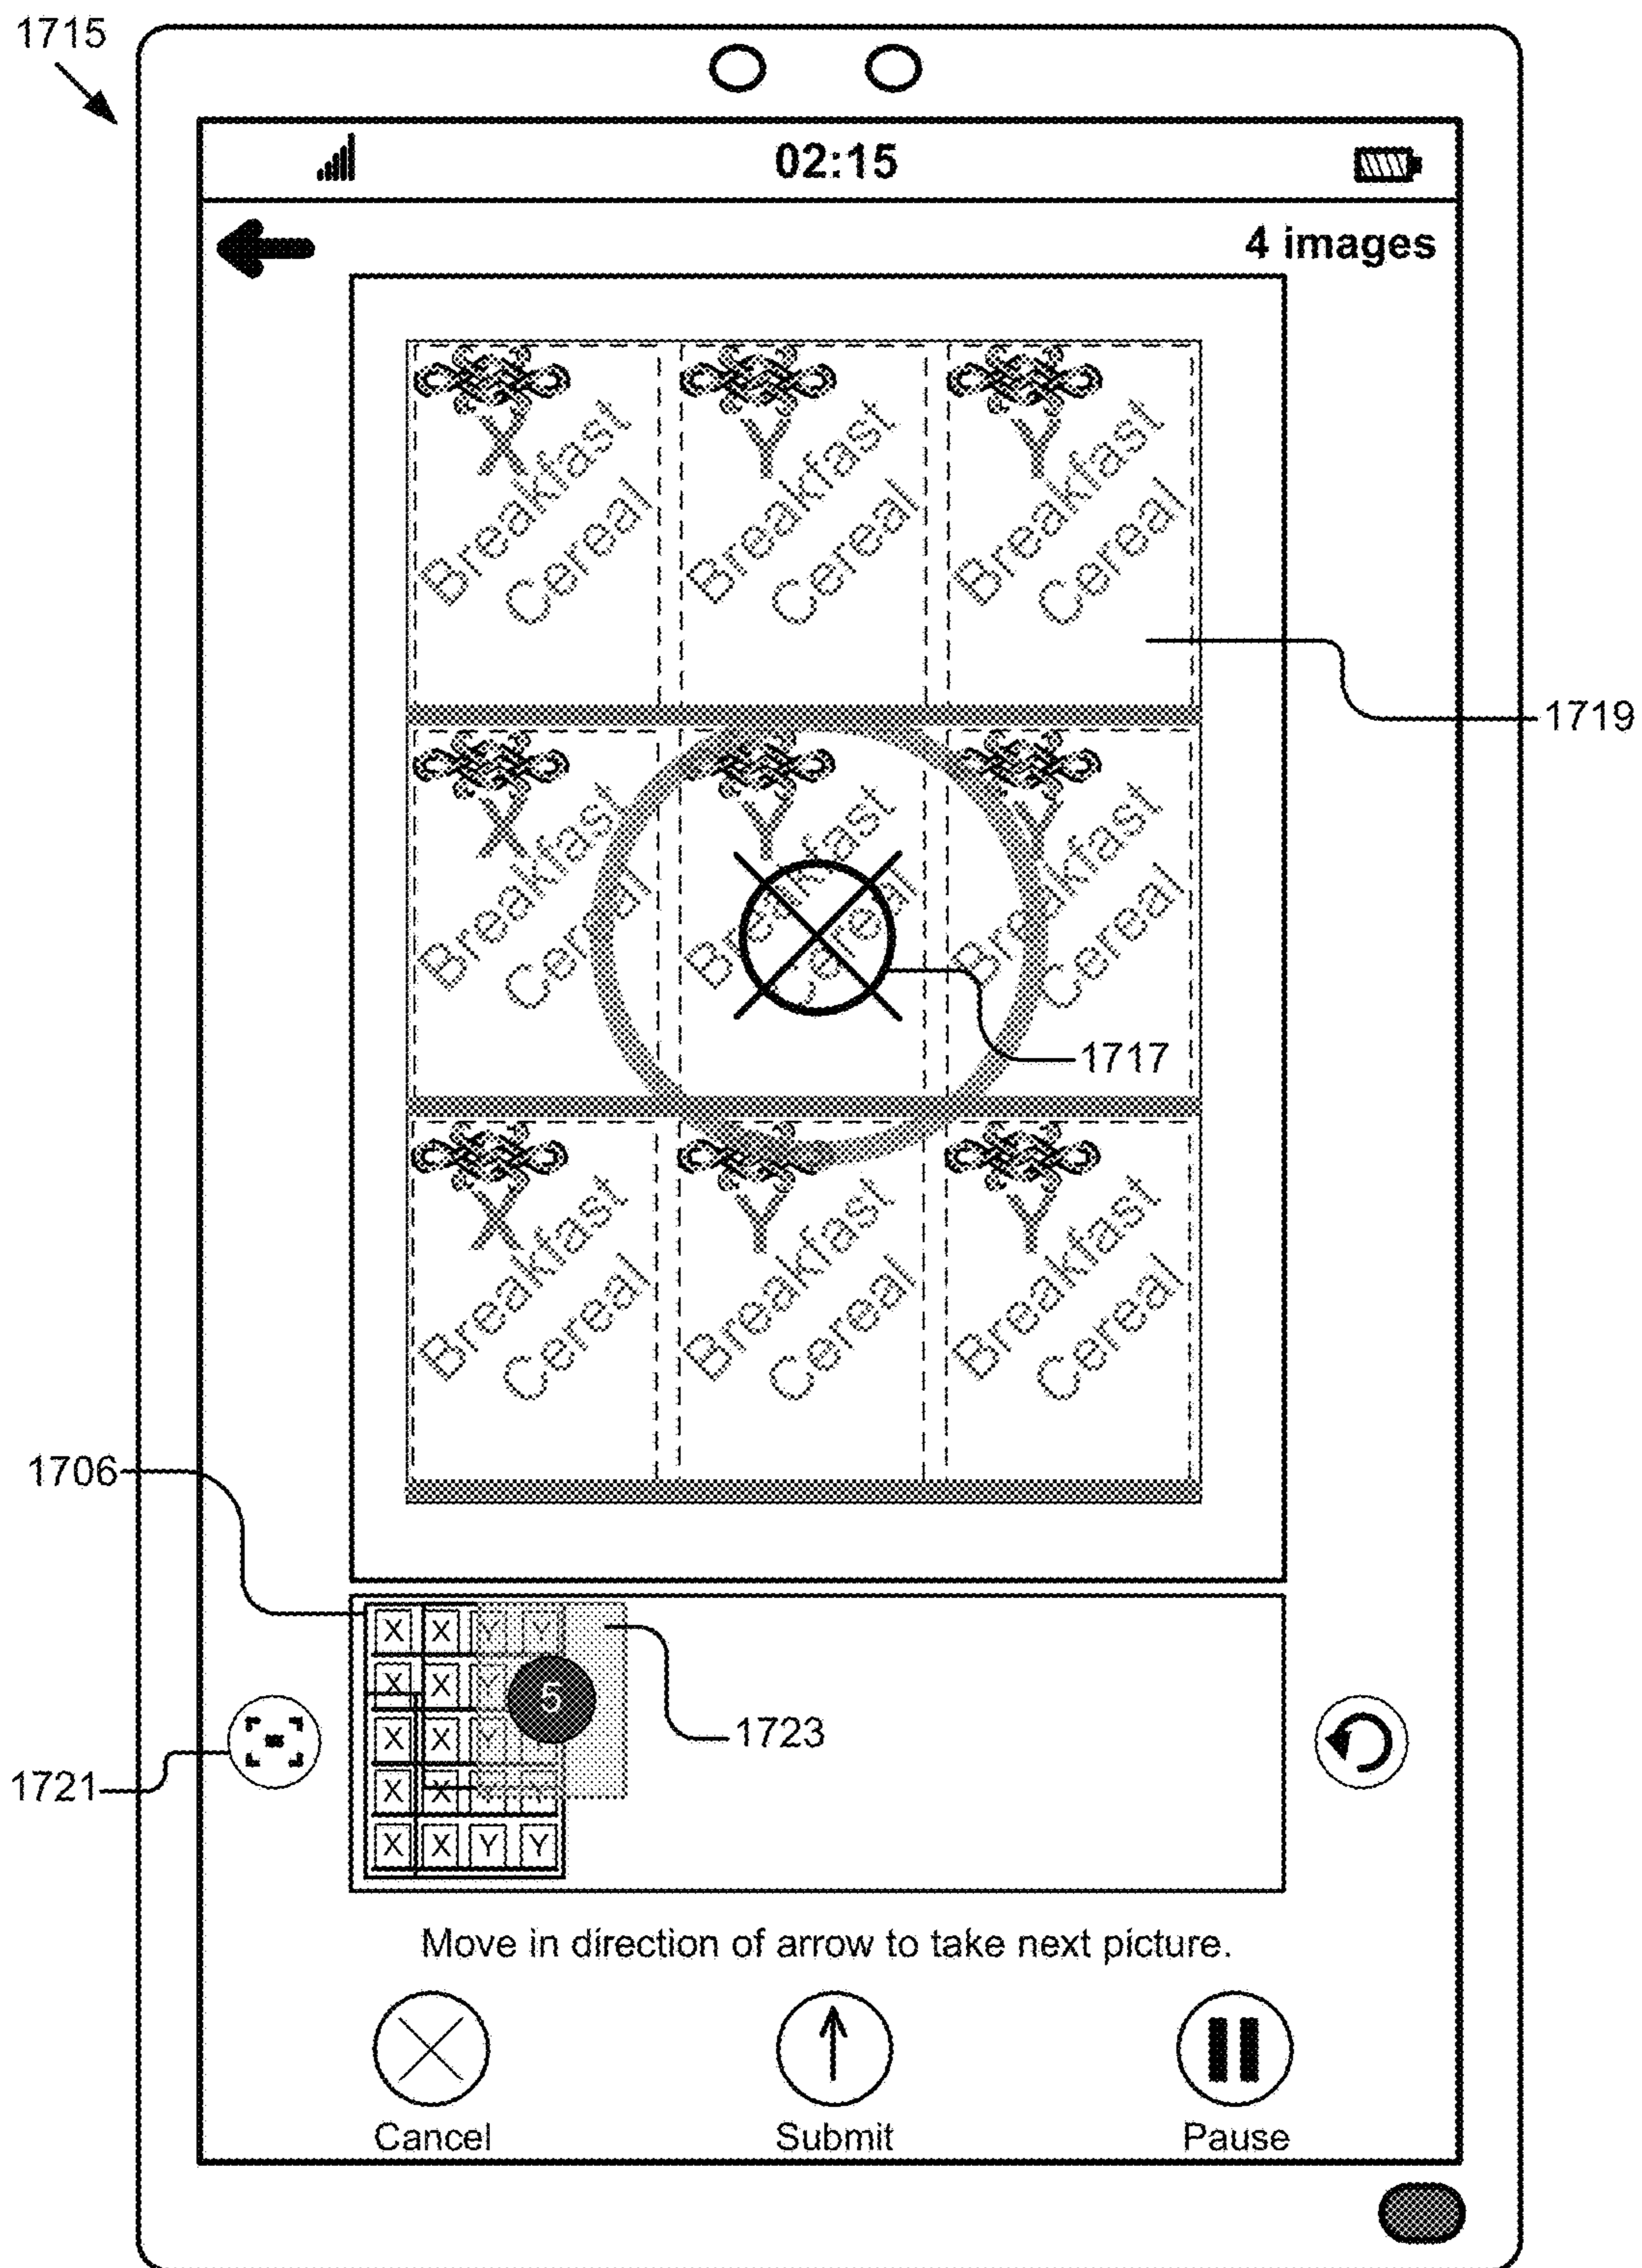 1715
02:15
4 images
X Breakfast Cereal
Y Breakfast Cereal
Y Breakfast Cereal
1719
X Breakfast Cereal
Y Breakfast Cereal
Y Breakfast Cereal
1717
X Breakfast Cereal
Y Breakfast Cereal
Y Breakfast Cereal
1706
X X Y Y
X X Y
5
X X Y
1723
1721
X X
X X Y Y
Move in direction of arrow to take next picture.
Cancel
Submit
Pause